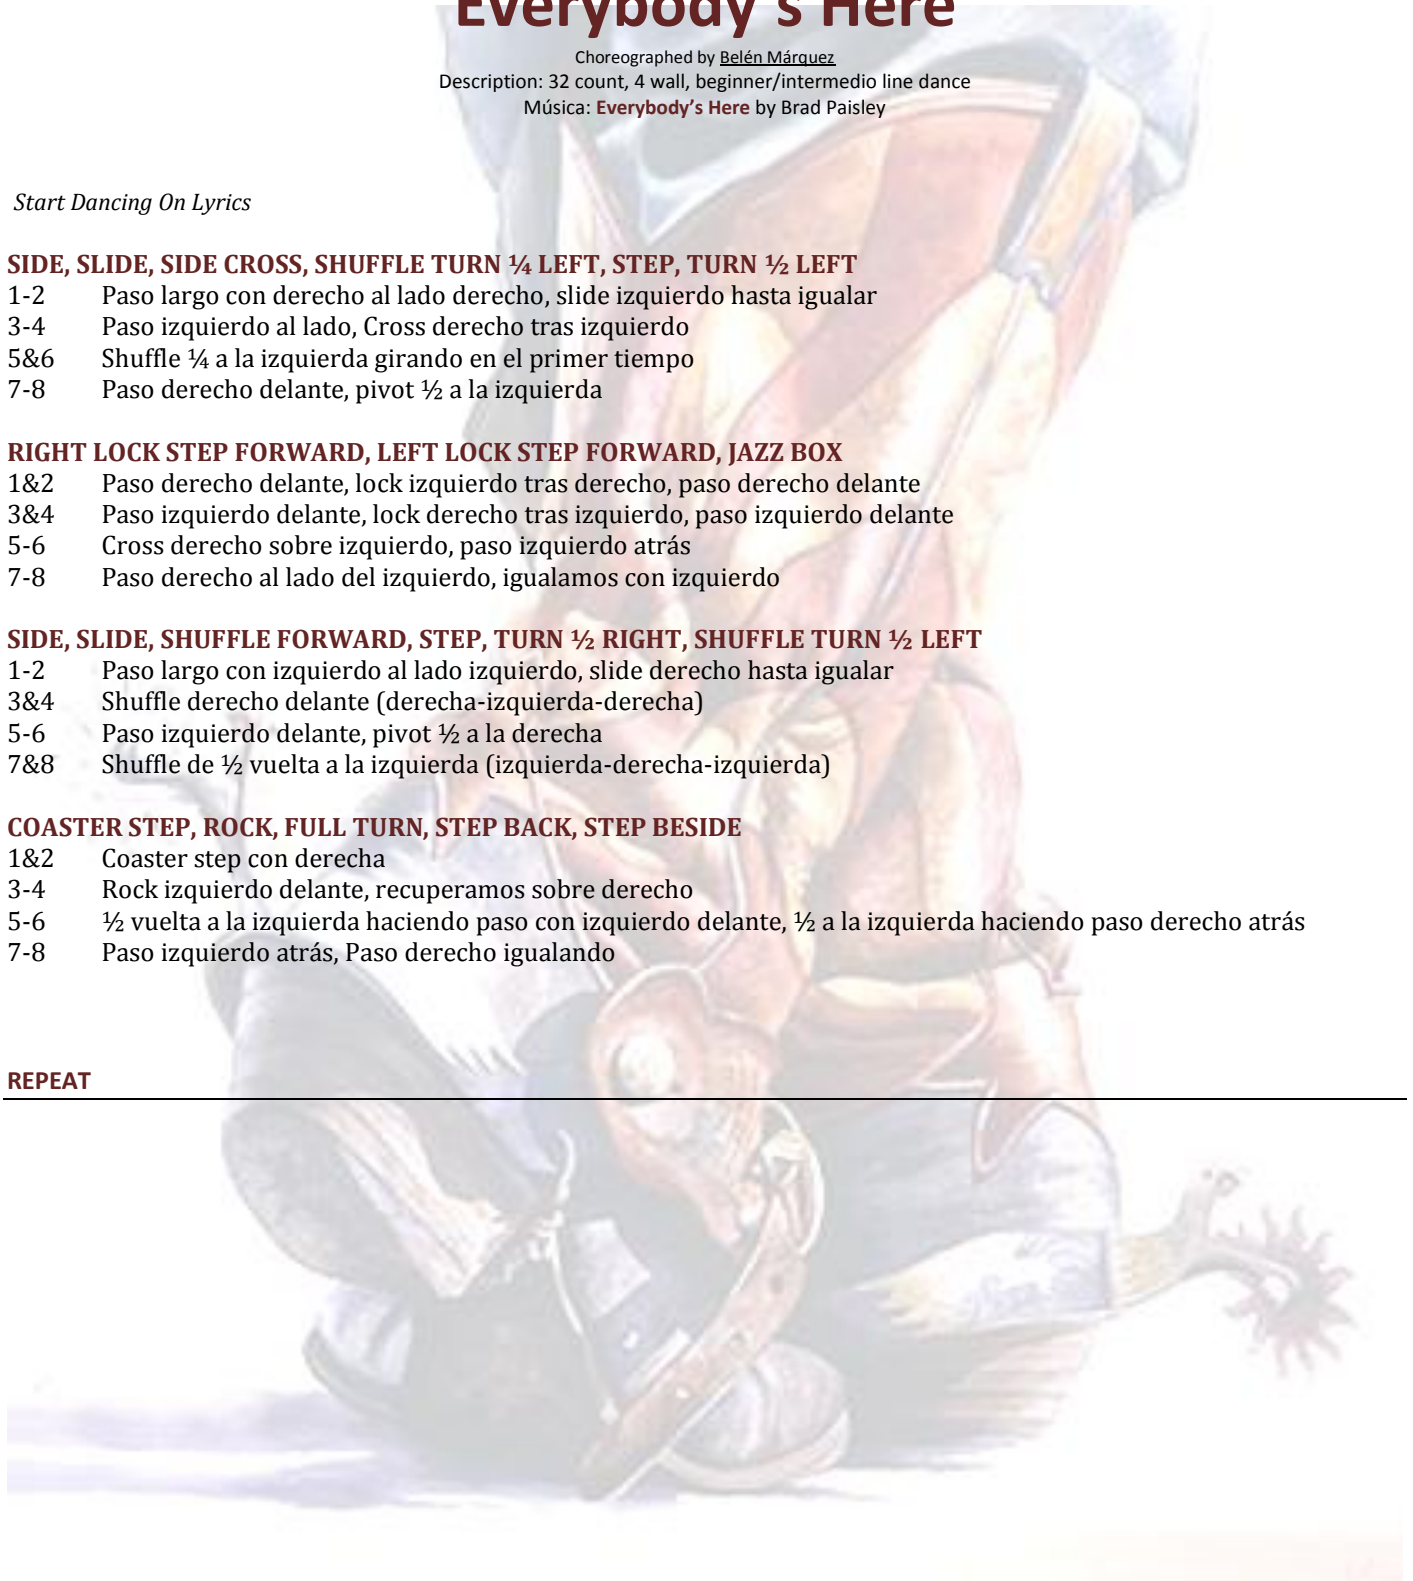 Everybody's Here
Choreographed by Belén Márquez
Description: 32 count, 4 wall, beginner/intermedio line dance
Música: Everybody’s Here by Brad Paisley
Start Dancing On Lyrics
SIDE, SLIDE, SIDE CROSS, SHUFFLE TURN ¼ LEFT, STEP, TURN ½ LEFT
1-2 Paso largo con derecho al lado derecho, slide izquierdo hasta igualar
3-4 Paso izquierdo al lado, Cross derecho tras izquierdo
5&6 Shuffle ¼ a la izquierda girando en el primer tiempo
7-8 Paso derecho delante, pivot ½ a la izquierda
RIGHT LOCK STEP FORWARD, LEFT LOCK STEP FORWARD, JAZZ BOX
1&2 Paso derecho delante, lock izquierdo tras derecho, paso derecho delante
3&4 Paso izquierdo delante, lock derecho tras izquierdo, paso izquierdo delante
5-6 Cross derecho sobre izquierdo, paso izquierdo atrás
7-8 Paso derecho al lado del izquierdo, igualamos con izquierdo
SIDE, SLIDE, SHUFFLE FORWARD, STEP, TURN ½ RIGHT, SHUFFLE TURN ½ LEFT
1-2 Paso largo con izquierdo al lado izquierdo, slide derecho hasta igualar
3&4 Shuffle derecho delante (derecha-izquierda-derecha)
5-6 Paso izquierdo delante, pivot ½ a la derecha
7&8 Shuffle de ½ vuelta a la izquierda (izquierda-derecha-izquierda)
COASTER STEP, ROCK, FULL TURN, STEP BACK, STEP BESIDE
1&2 Coaster step con derecha
3-4 Rock izquierdo delante, recuperamos sobre derecho
5-6 ½ vuelta a la izquierda haciendo paso con izquierdo delante, ½ a la izquierda haciendo paso derecho atrás
7-8 Paso izquierdo atrás, Paso derecho igualando
REPEAT